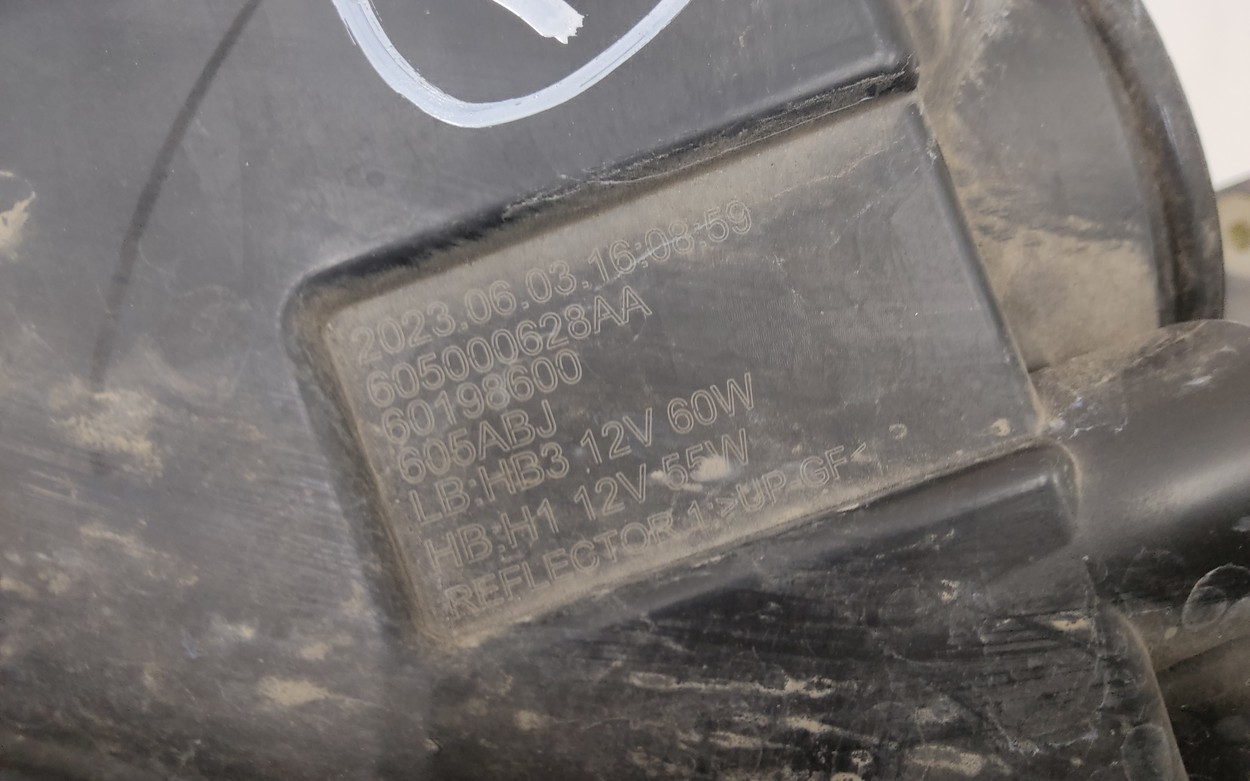 2023.06.03. 16:08:59
605000628AA
60198600
605ABJ
LB:HB3 12V 60W
HB:H1 12V 55W
REFLECTOR 1:>UP-GF<